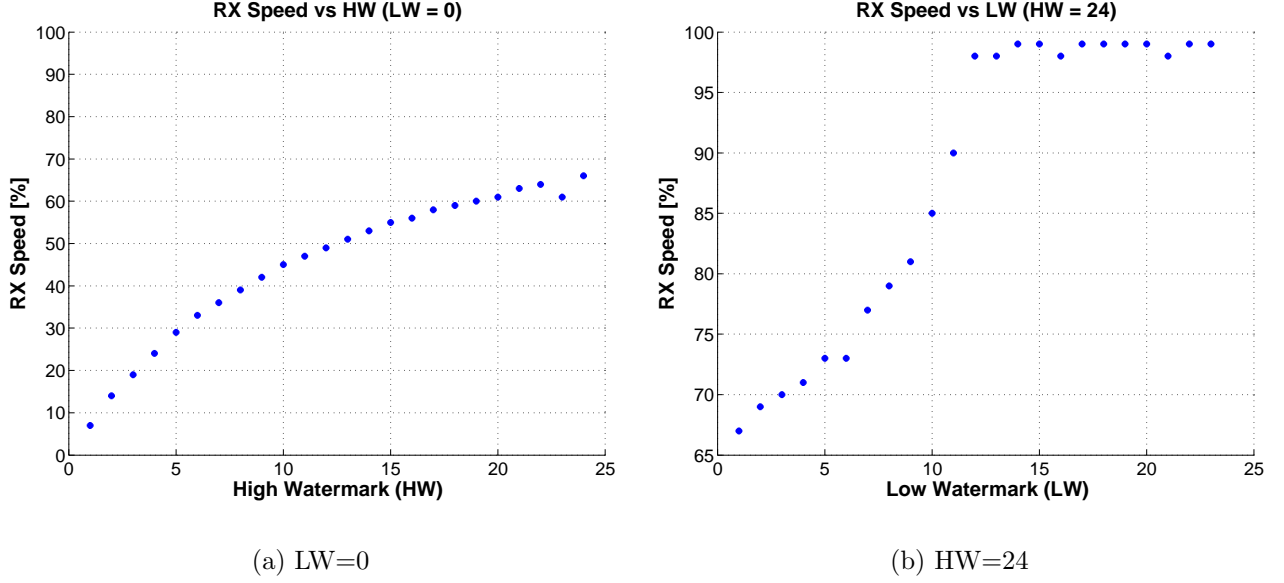 RX Speed vs HW (LW = 0)
100
90
80
70
60
50
40
30
20
10
0
RX Speed [%]
0 5 10 15 20 25
High Watermark (HW)
(a) LW=0
RX Speed vs LW (HW = 24)
100
95
90
85
80
75
70
65
RX Speed [%]
0 5 10 15 20 25
Low Watermark (LW)
(b) HW=24